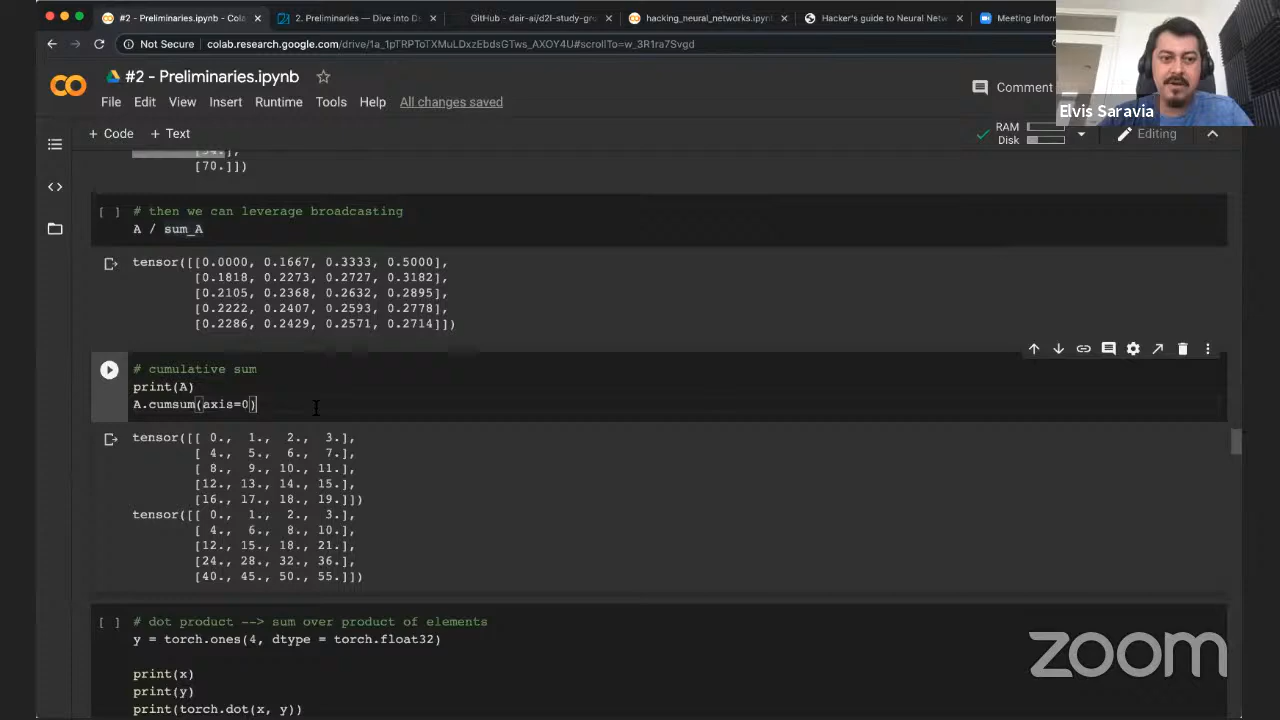 #2 - Preliminaries.ipynb - Cola
2. Preliminaries — Dive into D
GitHub - dair-ai/d2l-study-gro
hacking_neural_networks.ipynb
Hacker's guide to Neural Netw
Meeting Inform
Not Secure
colab.research.google.com/drive/1a_1pTRPToTXMuLDxzEbdsGTws_AXOY4U#scrollTo=w_3R1ra7Svgd
#2 - Preliminaries.ipynb
Comment
Elvis Saravia
File Edit View Insert Runtime Tools Help All changes saved
+ Code + Text
RAM
Disk
Editing
[70.]])
[ ] # then we can leverage broadcasting
A / sum_A
tensor([[0.0000, 0.1667, 0.3333, 0.5000],
[0.1818, 0.2273, 0.2727, 0.3182],
[0.2105, 0.2368, 0.2632, 0.2895],
[0.2222, 0.2407, 0.2593, 0.2778],
[0.2286, 0.2429, 0.2571, 0.2714]])
# cumulative sum
print(A)
A.cumsum(axis=0)
tensor([[ 0., 1., 2., 3.],
[ 4., 5., 6., 7.],
[ 8., 9., 10., 11.],
[12., 13., 14., 15.],
[16., 17., 18., 19.]])
tensor([[ 0., 1., 2., 3.],
[ 4., 6., 8., 10.],
[12., 15., 18., 21.],
[24., 28., 32., 36.],
[40., 45., 50., 55.]])
[ ] # dot product --> sum over product of elements
y = torch.ones(4, dtype = torch.float32)
print(x)
print(y)
print(torch.dot(x, y))
zoom